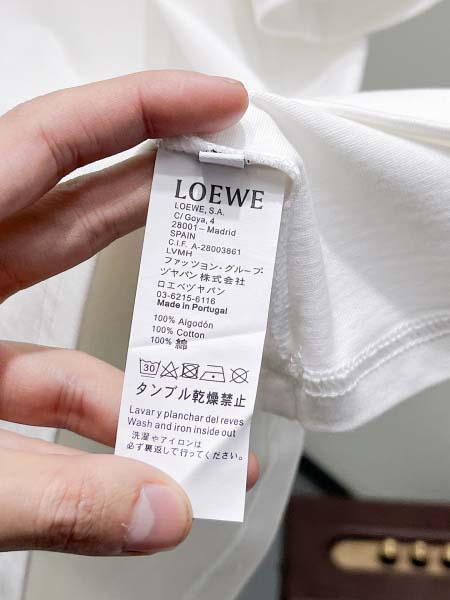 LOEWE
LOEWE, S.A.
C/ Goya, 4
28001– Madrid
SPAIN
C.I.F. A-28003861
LVMH
ファッツョン・グループ・
ヅヤパン株式会社
ロエベヅャパン
03-6215-6116
Made in Portugal
100% Algodón
100% Cotton
100% 綿
30
タンブル乾燥禁止
Lavar y planchar del reves
Wash and iron inside out
洗濯やアイロンは
必ず裏返して行ってください。